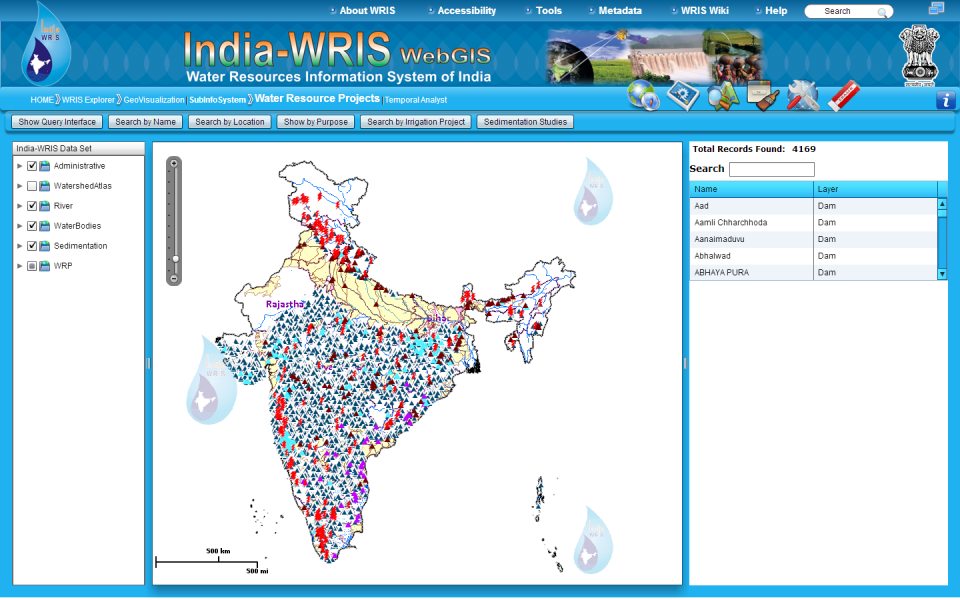 About WRIS Accessibility Tools Metadata WRIS Wiki Help Search
India-WRIS WebGIS
Water Resources Information System of India
HOME WRIS Explorer GeoVisualization SubInfoSystem Water Resource Projects Temporal Analyst
Show Query Interface Search by Name Search by Location Show by Purpose Search by Irrigation Project Sedimentation Studies
India-WRIS Data Set
Administrative
WatershedAtlas
River
WaterBodies
Sedimentation
WRP
Rajastha
Bihar
500 km
500 mi
Total Records Found: 4169
Search
Name Layer
Aad Dam
Aamli Chharchhoda Dam
Aanaimaduvu Dam
Abhalwad Dam
ABHAYA PURA Dam